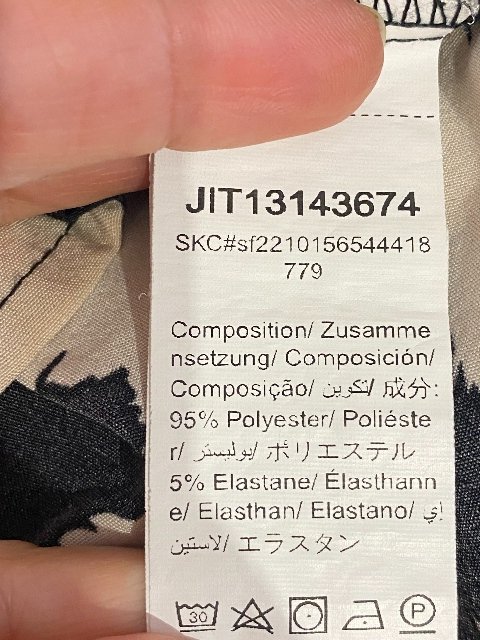 JIT13143674
SKC#sf2210156544418
779
Composition/ Zusamme
nsetzung/ Composición/
Composição/ تكوين/ 成分:
95% Polyester/ Poliéste
r/ بوليستر/ ポリエステル
5% Elastane/ Élasthann
e/ Elasthan/ Elastano/ إي
لاستين/ エラスタン
30 P